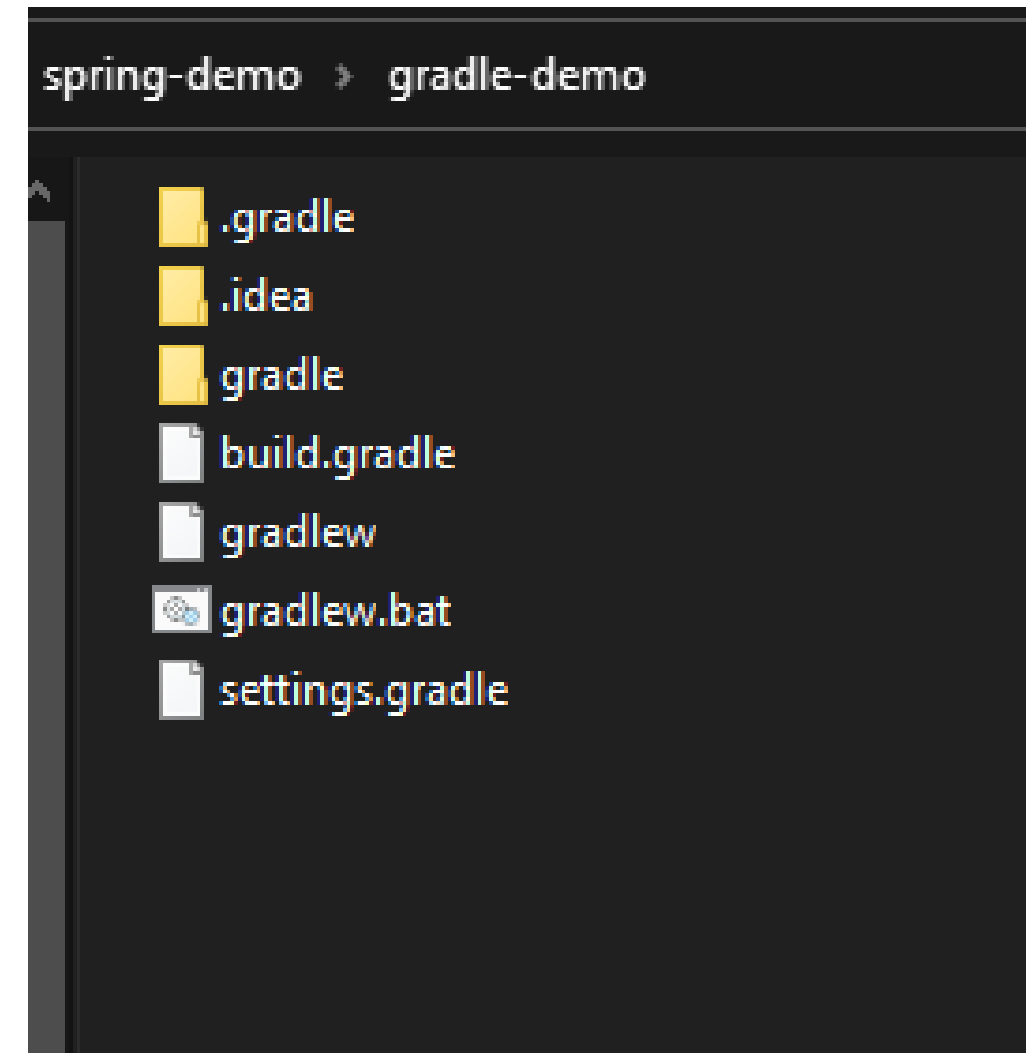 spring-demo > gradle-demo
.gradle
.idea
gradle
build.gradle
gradlew
gradlew.bat
settings.gradle